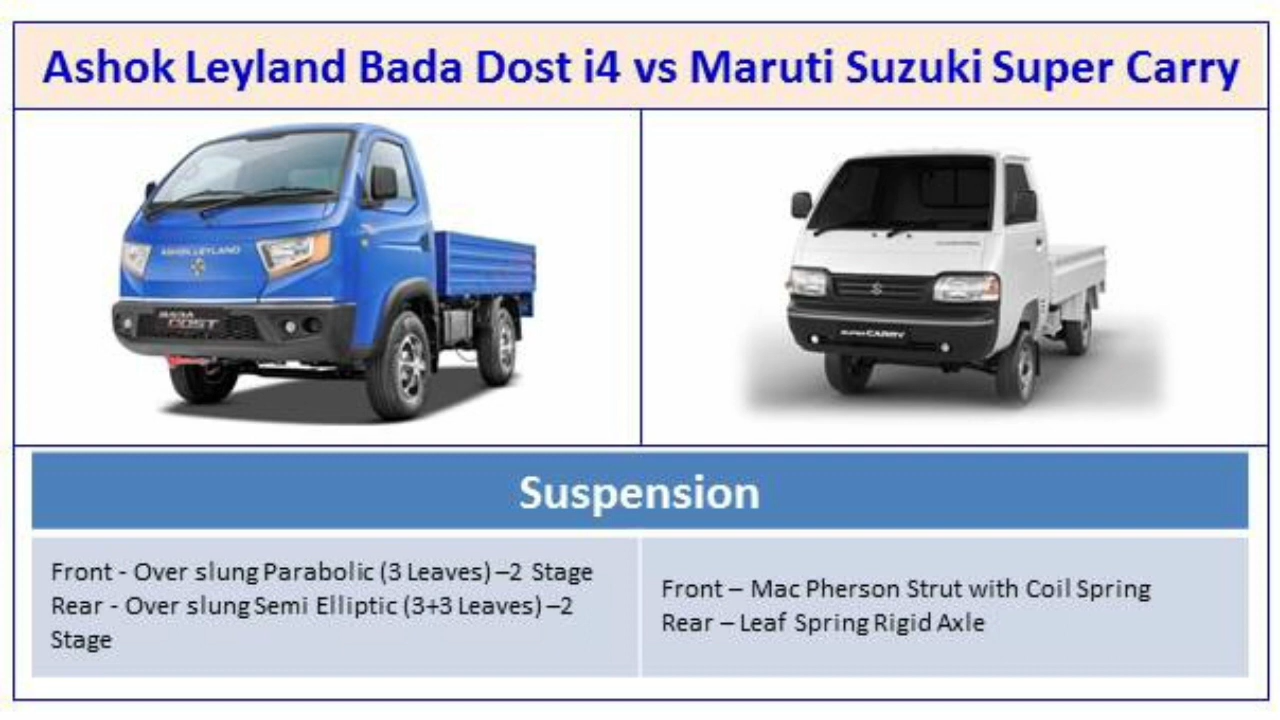 Ashok Leyland Bada Dost i4 vs Maruti Suzuki Super Carry
ASHOK LEYLAND
BADA
DOST
SUPER CARRY
Suspension
Front - Over slung Parabolic (3 Leaves) –2 Stage
Rear - Over slung Semi Elliptic (3+3 Leaves) –2
Stage
Front – Mac Pherson Strut with Coil Spring
Rear – Leaf Spring Rigid Axle